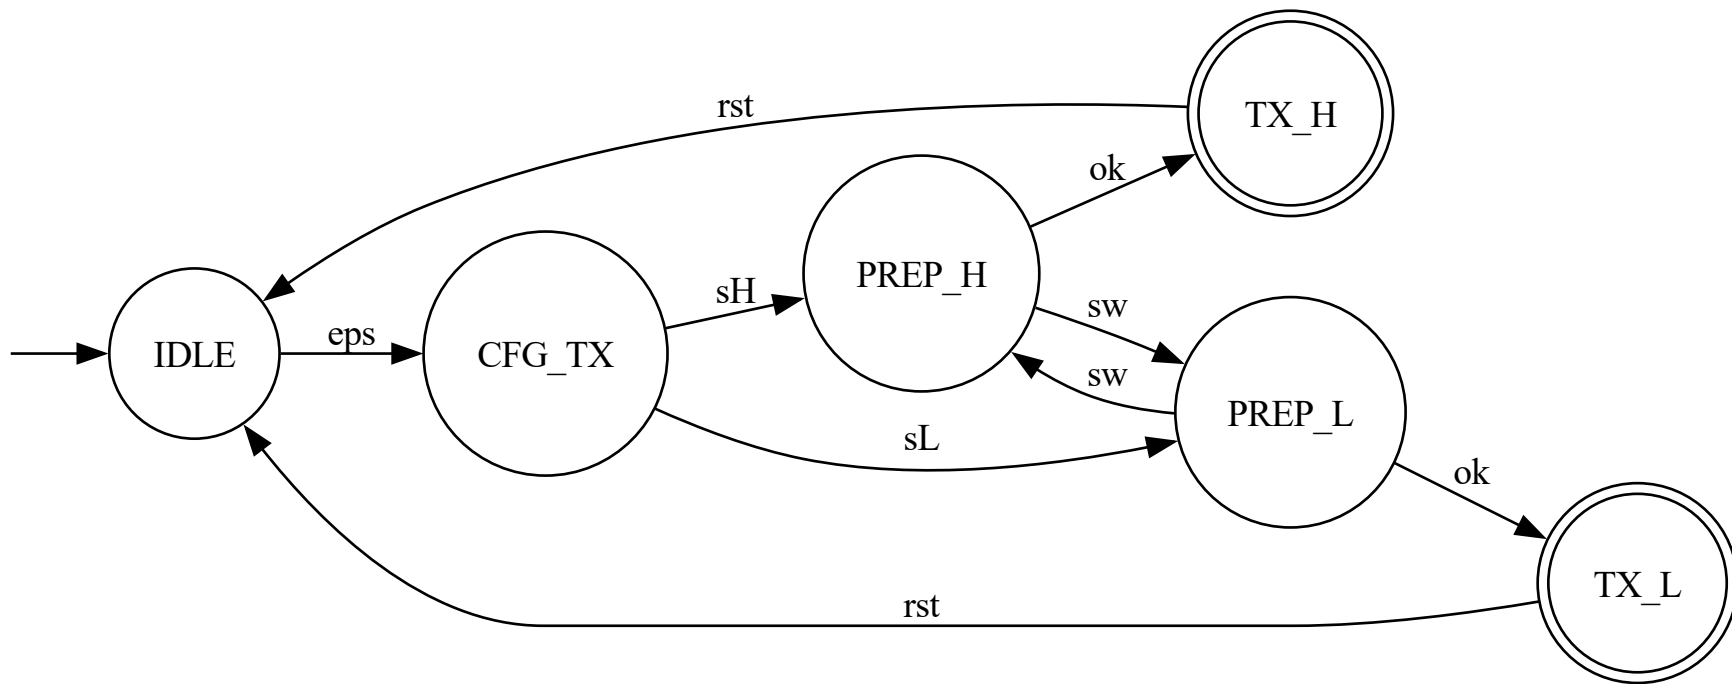 TX_H
rst
ok
PREP_H
sH
sw
IDLE
eps
CFG_TX
sw
PREP_L
sL
ok
TX_L
rst